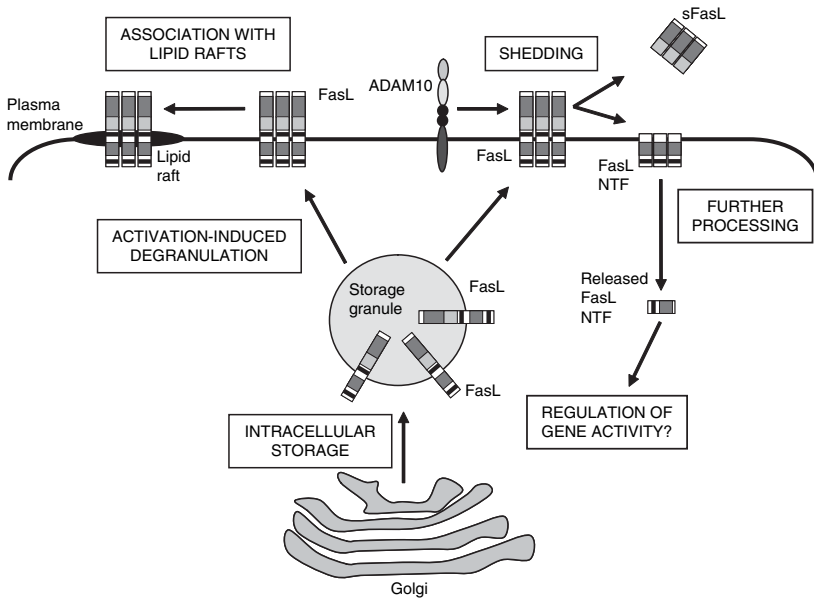 sFasL
ASSOCIATION WITH
LIPID RAFTS
SHEDDING
FasL
ADAM10
Plasma
membrane
Lipid
raft
FasL
FasL
NTF
FURTHER
PROCESSING
ACTIVATION-INDUCED
DEGRANULATION
Storage
granule
FasL
Released
FasL
NTF
FasL
REGULATION OF
GENE ACTIVITY?
INTRACELLULAR
STORAGE
Golgi